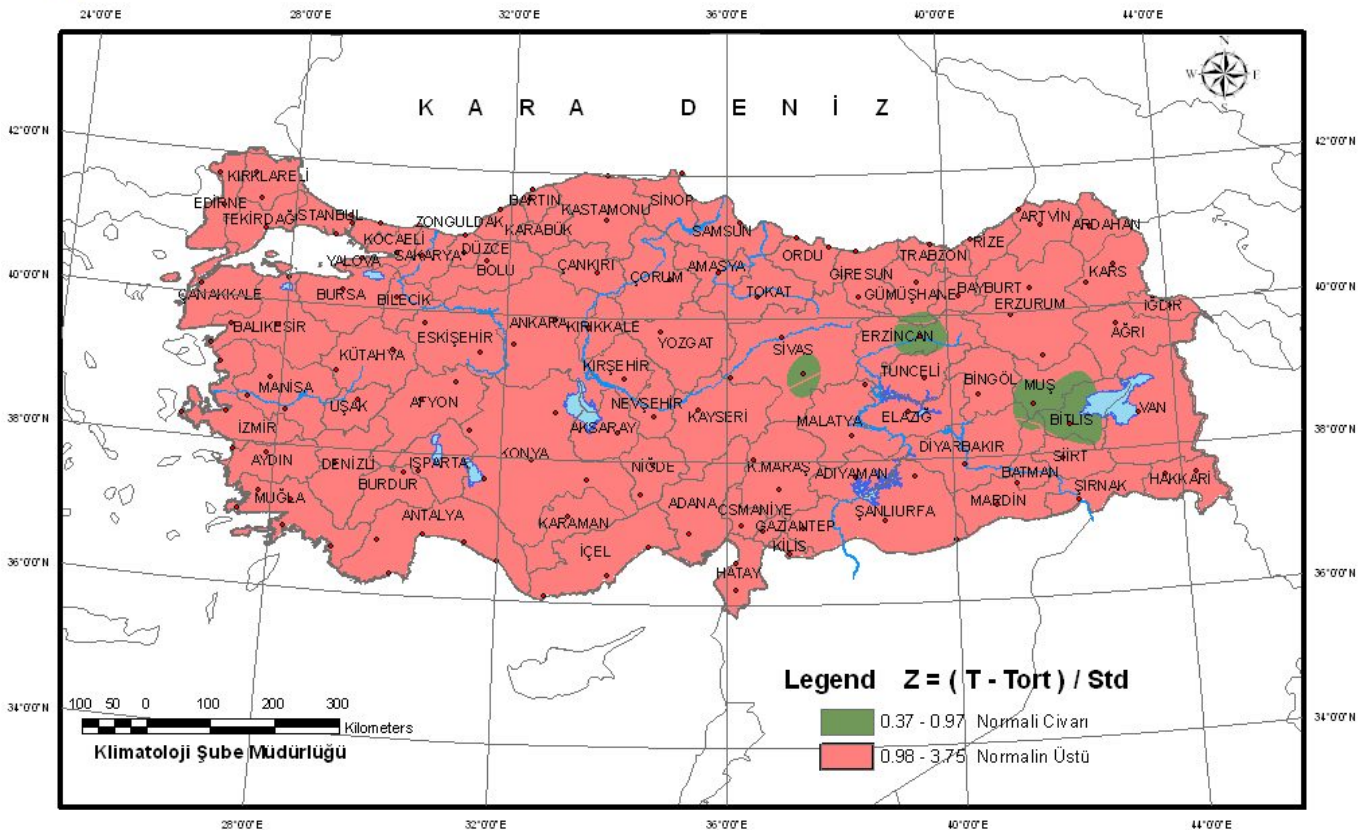 24°0'0"E 28°0'0"E 32°0'0"E 36°0'0"E 40°0'0"E 44°0'0"E
N
W E
S
KARA DENİZ
42°0'0"N 42°0'0"N
KIRKLARELİ
EDİRNE
TEKİRDAĞ
İSTANBUL
KOCAELİ
YALOVA
SAKARYA
ZONGULDAK
DÜZCE
BOLU
BARTIN
KARABÜK
KASTAMONU
SİNOP
ÇANKIRI
ÇORUM
SAMSUN
AMASYA
TOKAT
ORDU
GİRESUN
TRABZON
GÜMÜŞHANE
BAYBURT
RİZE
ARTVİN
ARDAHAN
KARS
ERZURUM
IĞDIR
AĞRI
40°0'0"N 40°0'0"N
ÇANAKKALE
BURSA
BİLECİK
BALIKESİR
KÜTAHYA
ESKİŞEHİR
ANKARA
KIRIKKALE
YOZGAT
SİVAS
ERZİNCAN
TUNCELİ
BİNGÖL
MUŞ
BİTLİS
VAN
MANİSA
UŞAK
AFYON
KIRŞEHİR
NEVŞEHİR
KAYSERİ
AKSARAY
MALATYA
ELAZIĞ
DİYARBAKIR
38°0'0"N 38°0'0"N
İZMİR
AYDIN
DENİZLİ
ISPARTA
BURDUR
KONYA
NİĞDE
K.MARAŞ
ADIYAMAN
BATMAN
SİİRT
ŞIRNAK
HAKKARİ
MARDİN
MUĞLA
ANTALYA
KARAMAN
İÇEL
ADANA
OSMANİYE
GAZİANTEP
KİLİS
ŞANLIURFA
HATAY
36°0'0"N 36°0'0"N
Legend Z = ( T - Tort ) / Std
0.37 - 0.97 Normali Civarı
0.98 - 3.75 Normalin Üstü
100 50 0 100 200 300
Kilometers
Klimatoloji Şube Müdürlüğü
34°0'0"N 34°0'0"N
28°0'0"E 32°0'0"E 36°0'0"E 40°0'0"E 44°0'0"E